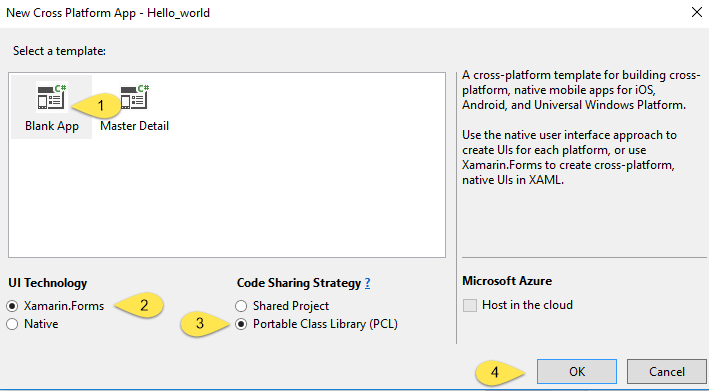 New Cross Platform App - Hello_world
Select a template:
C# C#
1
Blank App Master Detail
A cross-platform template for building cross-
platform, native mobile apps for iOS,
Android, and Universal Windows Platform.
Use the native user interface approach to
create UIs for each platform, or use
Xamarin.Forms to create cross-platform,
native UIs in XAML.
UI Technology
Xamarin.Forms 2
Native
Code Sharing Strategy ?
Shared Project
3 Portable Class Library (PCL)
Microsoft Azure
Host in the cloud
4 OK Cancel